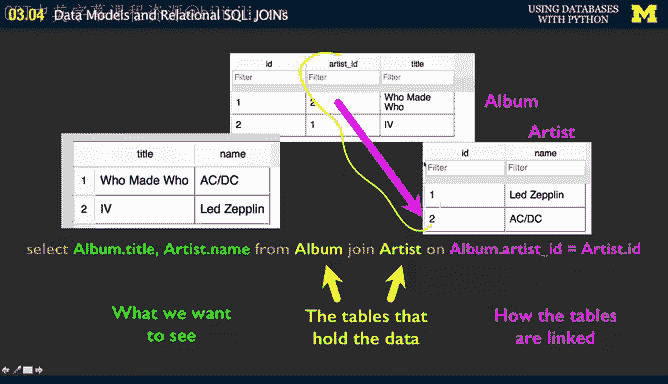 03.04 Data Models and Relational SQL: JOINs
USING DATABASES
WITH PYTHON
id artist_id title
Filter Filter Filter
1 2 Who Made Who
2 1 IV
Album
Artist
id name
Filter Filter
1 Led Zepplin
2 AC/DC
title name
1 Who Made Who AC/DC
2 IV Led Zepplin
select Album.title, Artist.name from Album join Artist on Album.artist_id = Artist.id
What we want
to see
The tables that
hold the data
How the tables
are linked